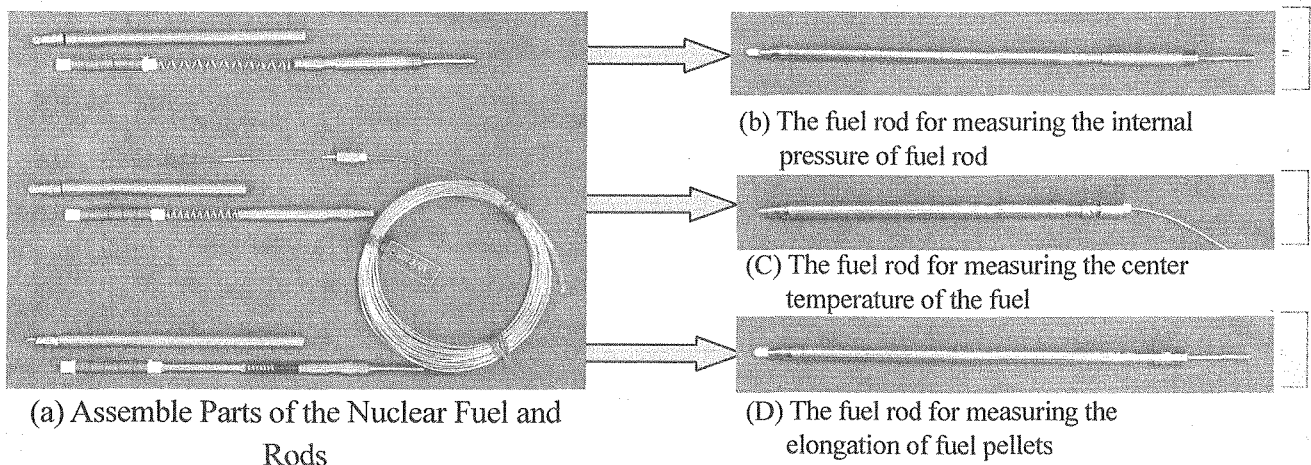 (b) The fuel rod for measuring the internal
pressure of fuel rod
(C) The fuel rod for measuring the center
temperature of the fuel
(a) Assemble Parts of the Nuclear Fuel and
Rods
(D) The fuel rod for measuring the
elongation of fuel pellets